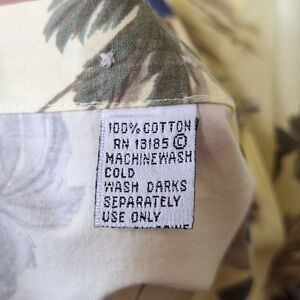 100% COTTON
RN 13185 ©
MACHINEWASH
COLD
WASH DARKS
SEPARATELY
USE ONLY